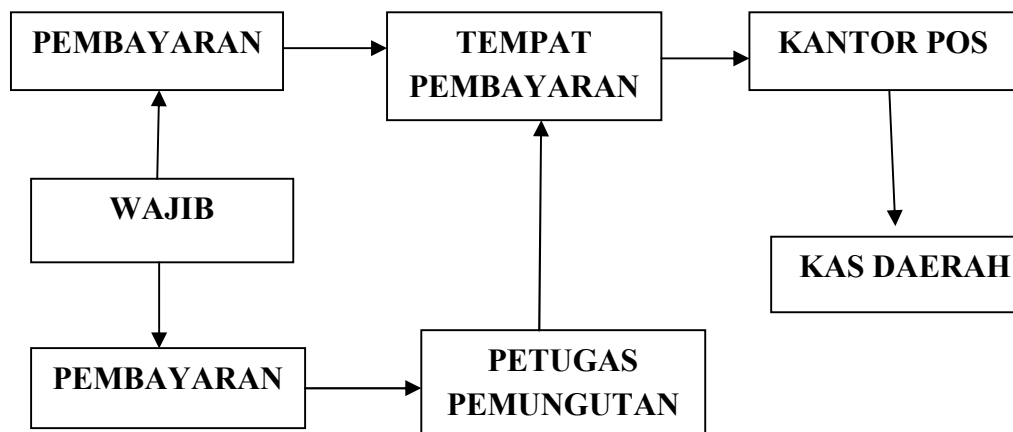 PEMBAYARAN
TEMPAT
PEMBAYARAN
KANTOR POS
WAJIB
KAS DAERAH
PEMBAYARAN
PETUGAS
PEMUNGUTAN